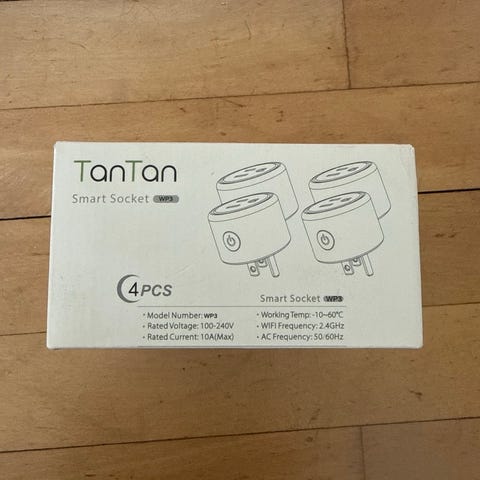 TanTan
Smart Socket WP3
4PCS
Smart Socket WP3
• Model Number: WP3
• Rated Voltage: 100-240V
• Rated Current: 10A(Max)
• Working Temp: -10~60℃
• WIFI Frequency: 2.4GHz
• AC Frequency: 50/60Hz